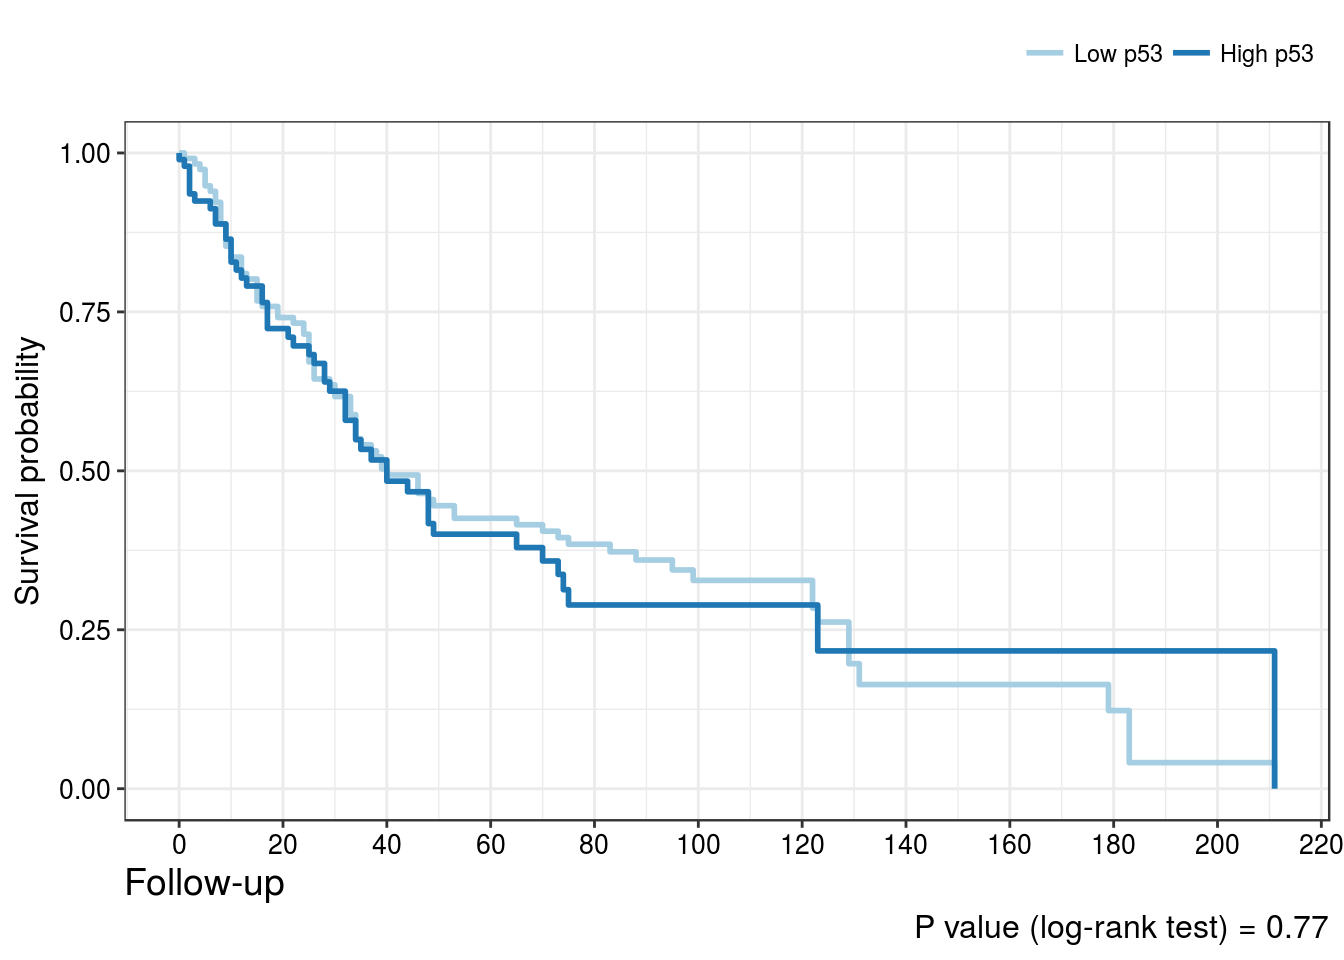 Low p53 High p53
1.00
0.75
0.50
0.25
0.00
Survival probability
0 20 40 60 80 100 120 140 160 180 200 220
Follow-up
P value (log-rank test) = 0.77